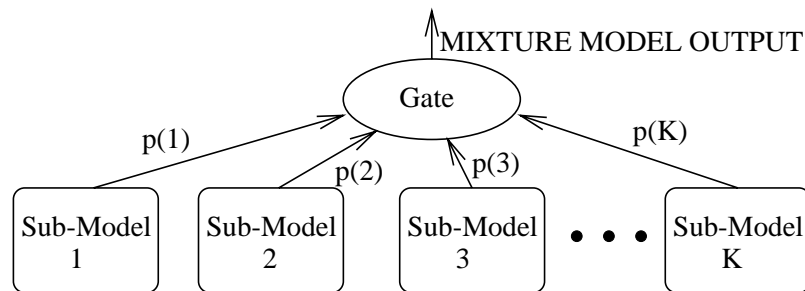 MIXTURE MODEL OUTPUT
Gate
p(1)
p(2)
p(3)
p(K)
Sub-Model
1
Sub-Model
2
Sub-Model
3
Sub-Model
K